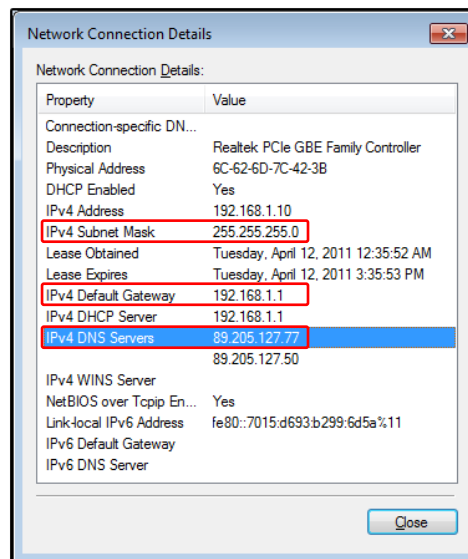 Network Connection Details
Network Connection Details:
Property Value
Connection-specific DN...
Description Realtek PCIe GBE Family Controller
Physical Address 6C-62-6D-7C-42-3B
DHCP Enabled Yes
IPv4 Address 192.168.1.10
IPv4 Subnet Mask 255.255.255.0
Lease Obtained Tuesday, April 12, 2011 12:35:52 AM
Lease Expires Tuesday, April 12, 2011 3:35:53 PM
IPv4 Default Gateway 192.168.1.1
IPv4 DHCP Server 192.168.1.1
IPv4 DNS Servers 89.205.127.77
89.205.127.50
IPv4 WINS Server
NetBIOS over Tcpip En... Yes
Link-local IPv6 Address fe80::7015:d693:b299:6d5a%11
IPv6 Default Gateway
IPv6 DNS Server
Close